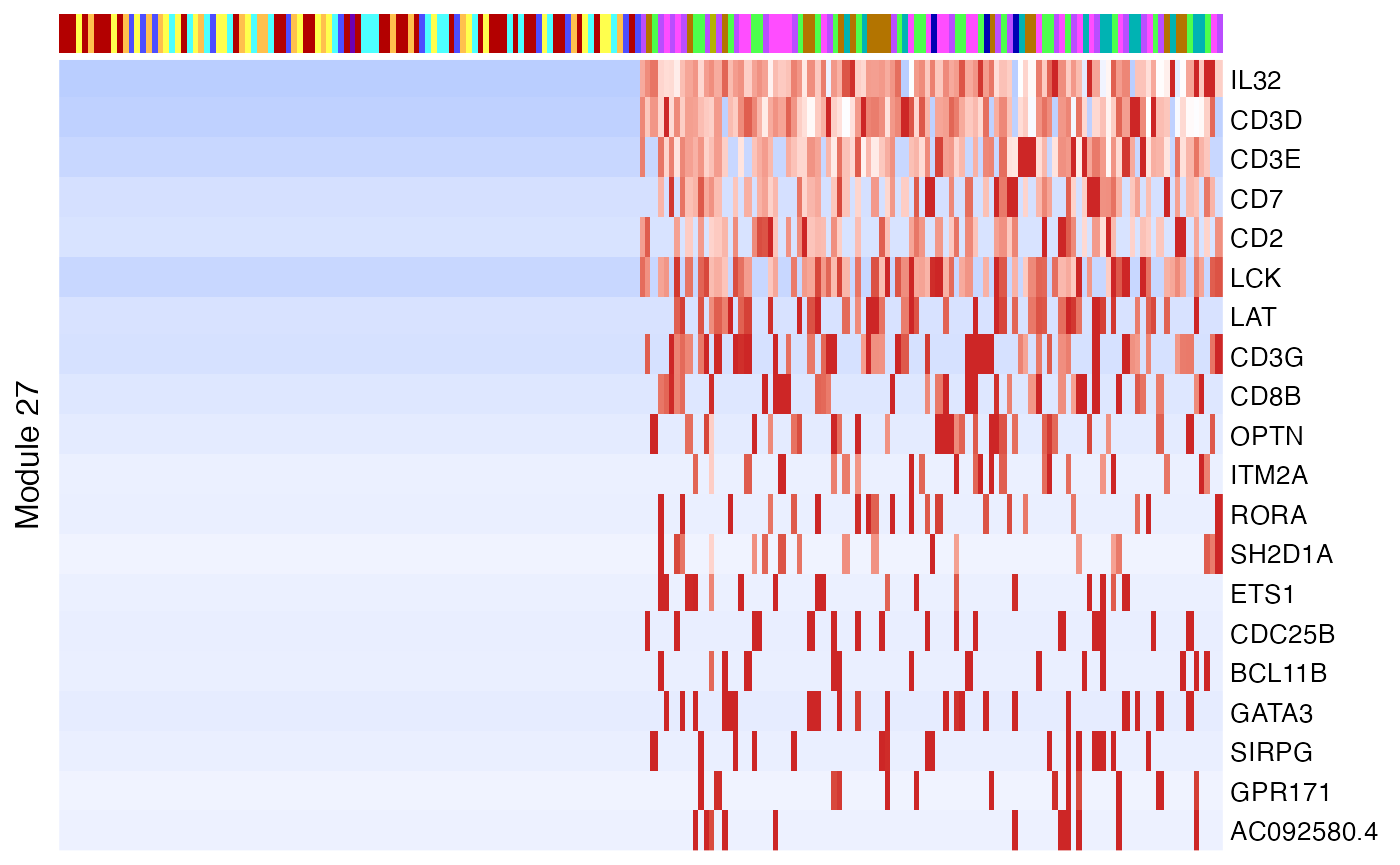 Module 27
IL32
CD3D
CD3E
CD7
CD2
LCK
LAT
CD3G
CD8B
OPTN
ITM2A
RORA
SH2D1A
ETS1
CDC25B
BCL11B
GATA3
SIRPG
GPR171
AC092580.4